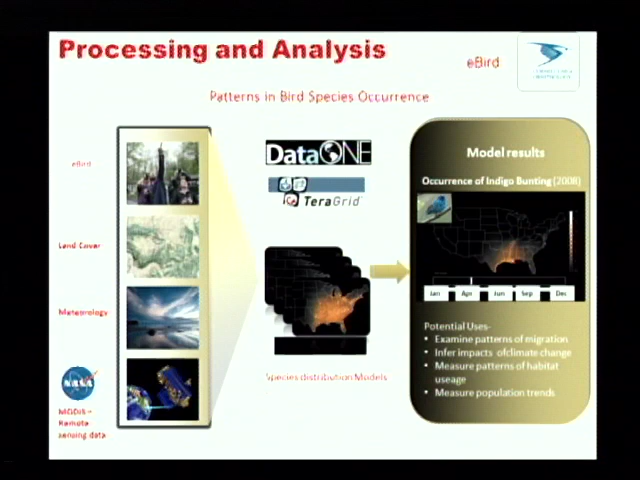 Processing and Analysis
eBird
Patterns in Bird Species Occurrence
eBird
Land Cover
Meteorology
NASA
MODIS –
Remote
sensing data
DataONE
TeraGrid
Species distribution Models
Model results
Occurrence of Indigo Bunting (2008)
Jan Apr Jun Sep Dec
Potential Uses-
• Examine patterns of migration
• Infer impacts ofclimate change
• Measure patterns of habitat
useage
• Measure population trends